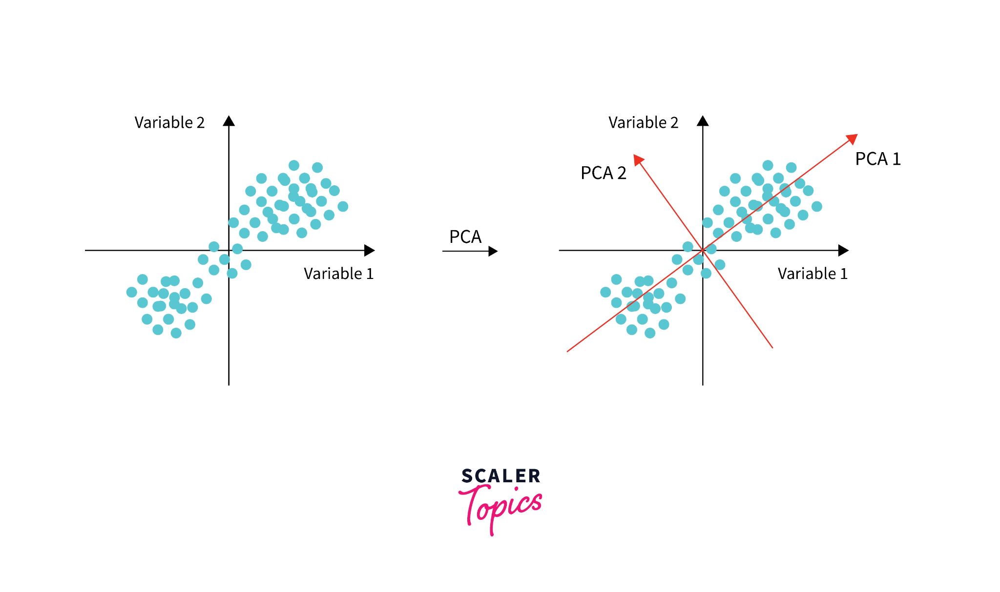 Variable 2
Variable 1
PCA
Variable 2
PCA 1
PCA 2
Variable 1
SCALER
Topics